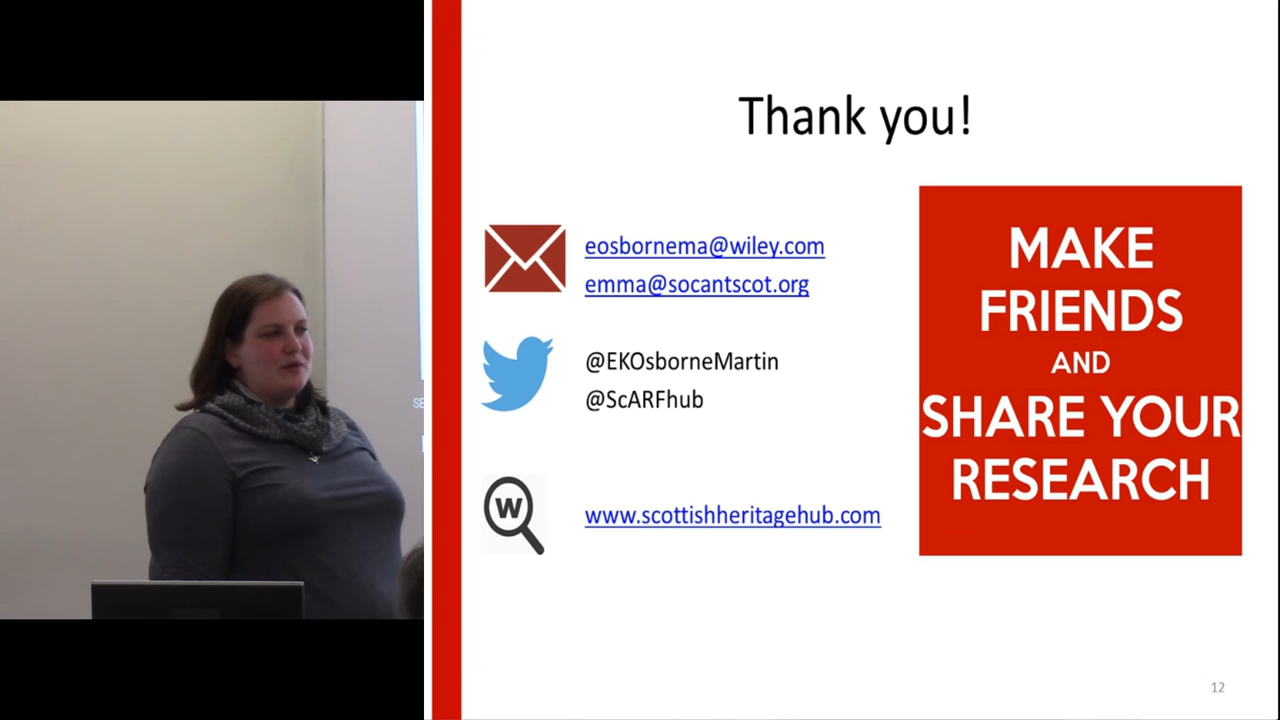 Thank you!
eosbornema@wiley.com
emma@socantscot.org
@EKOsborneMartin
@ScARFhub
W
www.scottishheritagehub.com
MAKE
FRIENDS
AND
SHARE YOUR
RESEARCH
12